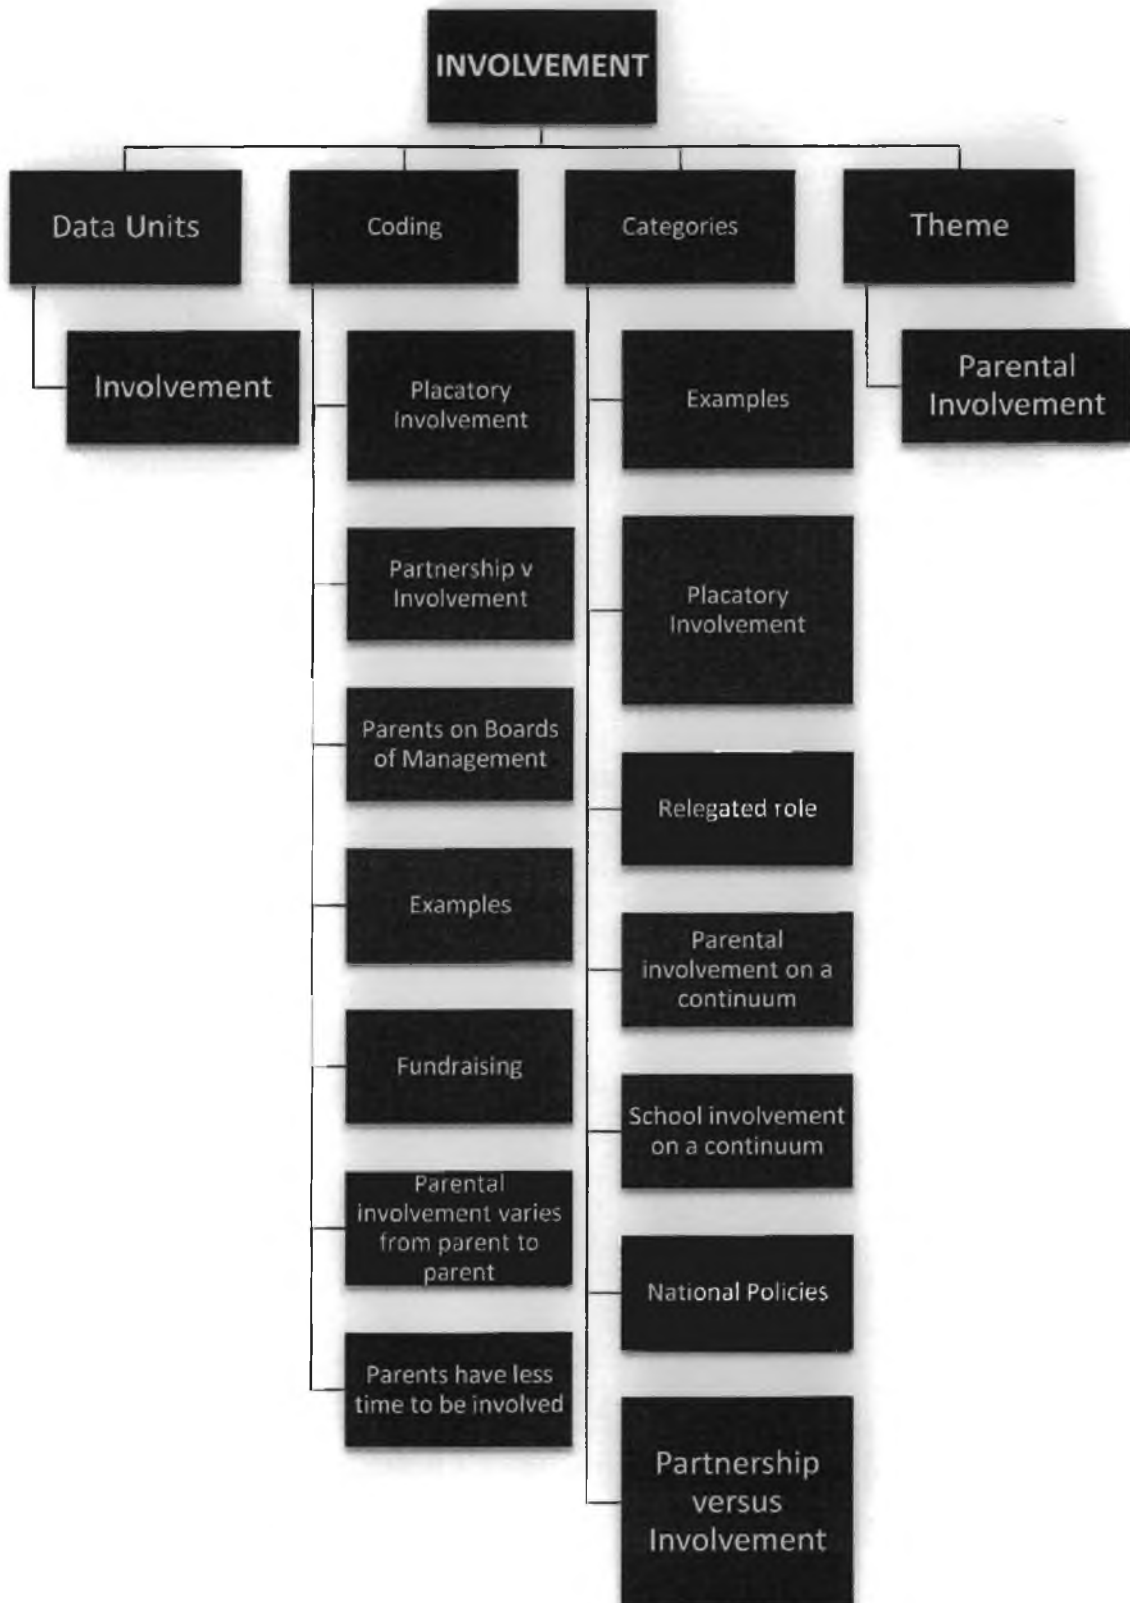 INVOLVEMENT
Data Units
Coding
Categories
Theme
Involvement
Placatory
Involvement
Partnership v
Involvement
Parents on Boards
of Management
Examples
Fundraising
Parental
involvement varies
from parent to
parent
Parents have less
time to be involved
Examples
Placatory
Involvement
Relegated role
Parental
involvement on a
continuum
School involvement
on a continuum
National Policies
Partnership
versus
Involvement
Parental
Involvement